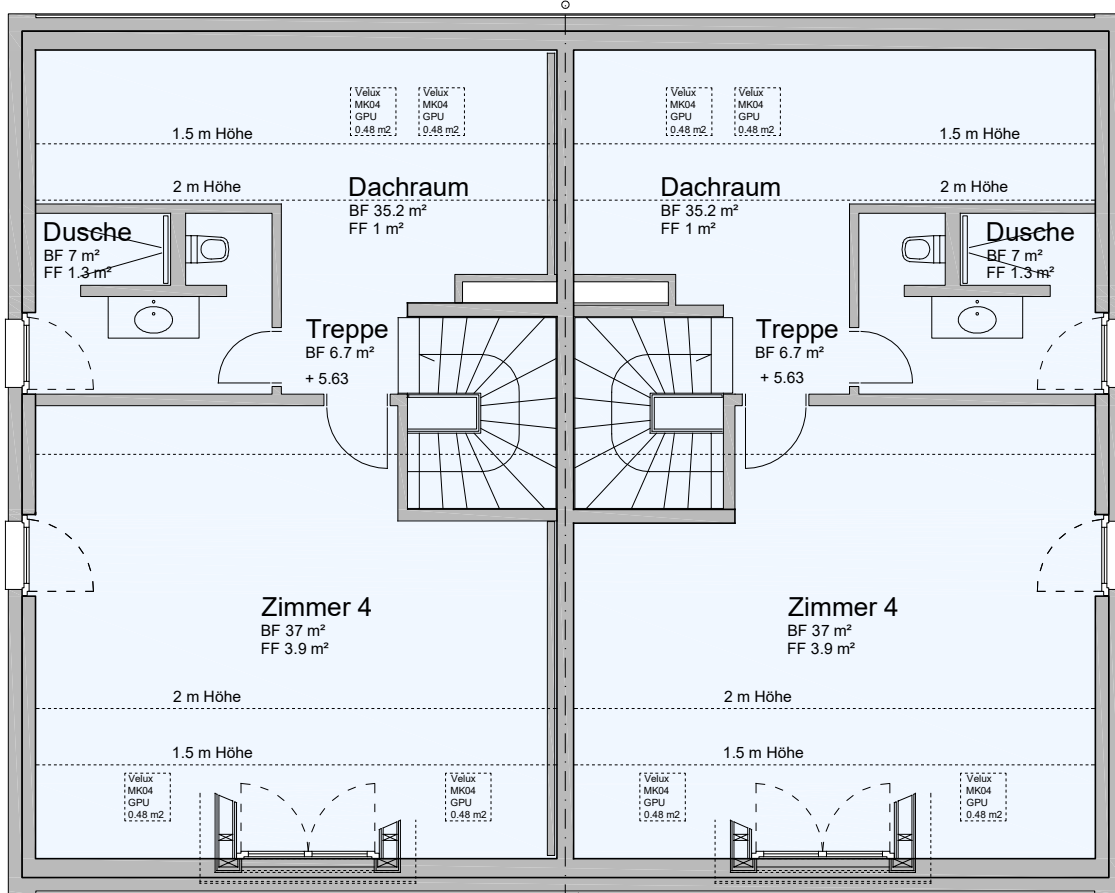 Velux
MK04
GPU
0.48 m2
Velux
MK04
GPU
0.48 m2
Velux
MK04
GPU
0.48 m2
Velux
MK04
GPU
0.48 m2
1.5 m Höhe
1.5 m Höhe
2 m Höhe
2 m Höhe
Dachraum
BF 35.2 m²
FF 1 m²
Dachraum
BF 35.2 m²
FF 1 m²
Dusche
BF 7 m²
FF 1.3 m²
Dusche
BF 7 m²
FF 1.3 m²
Treppe
BF 6.7 m²
+ 5.63
Treppe
BF 6.7 m²
+ 5.63
Zimmer 4
BF 37 m²
FF 3.9 m²
Zimmer 4
BF 37 m²
FF 3.9 m²
2 m Höhe
2 m Höhe
1.5 m Höhe
1.5 m Höhe
Velux
MK04
GPU
0.48 m2
Velux
MK04
GPU
0.48 m2
Velux
MK04
GPU
0.48 m2
Velux
MK04
GPU
0.48 m2